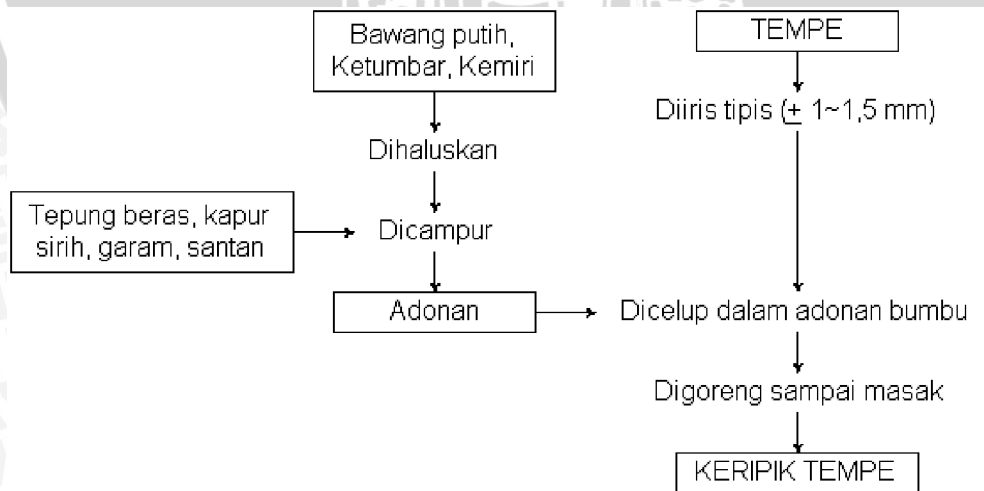 Bawang putih,
Ketumbar, Kemiri
TEMPE
Diiris tipis (± 1~1,5 mm)
Dihaluskan
Tepung beras, kapur
sirih, garam, santan
Dicampur
Adonan
Dicelup dalam adonan bumbu
Digoreng sampai masak
KERIPIK TEMPE